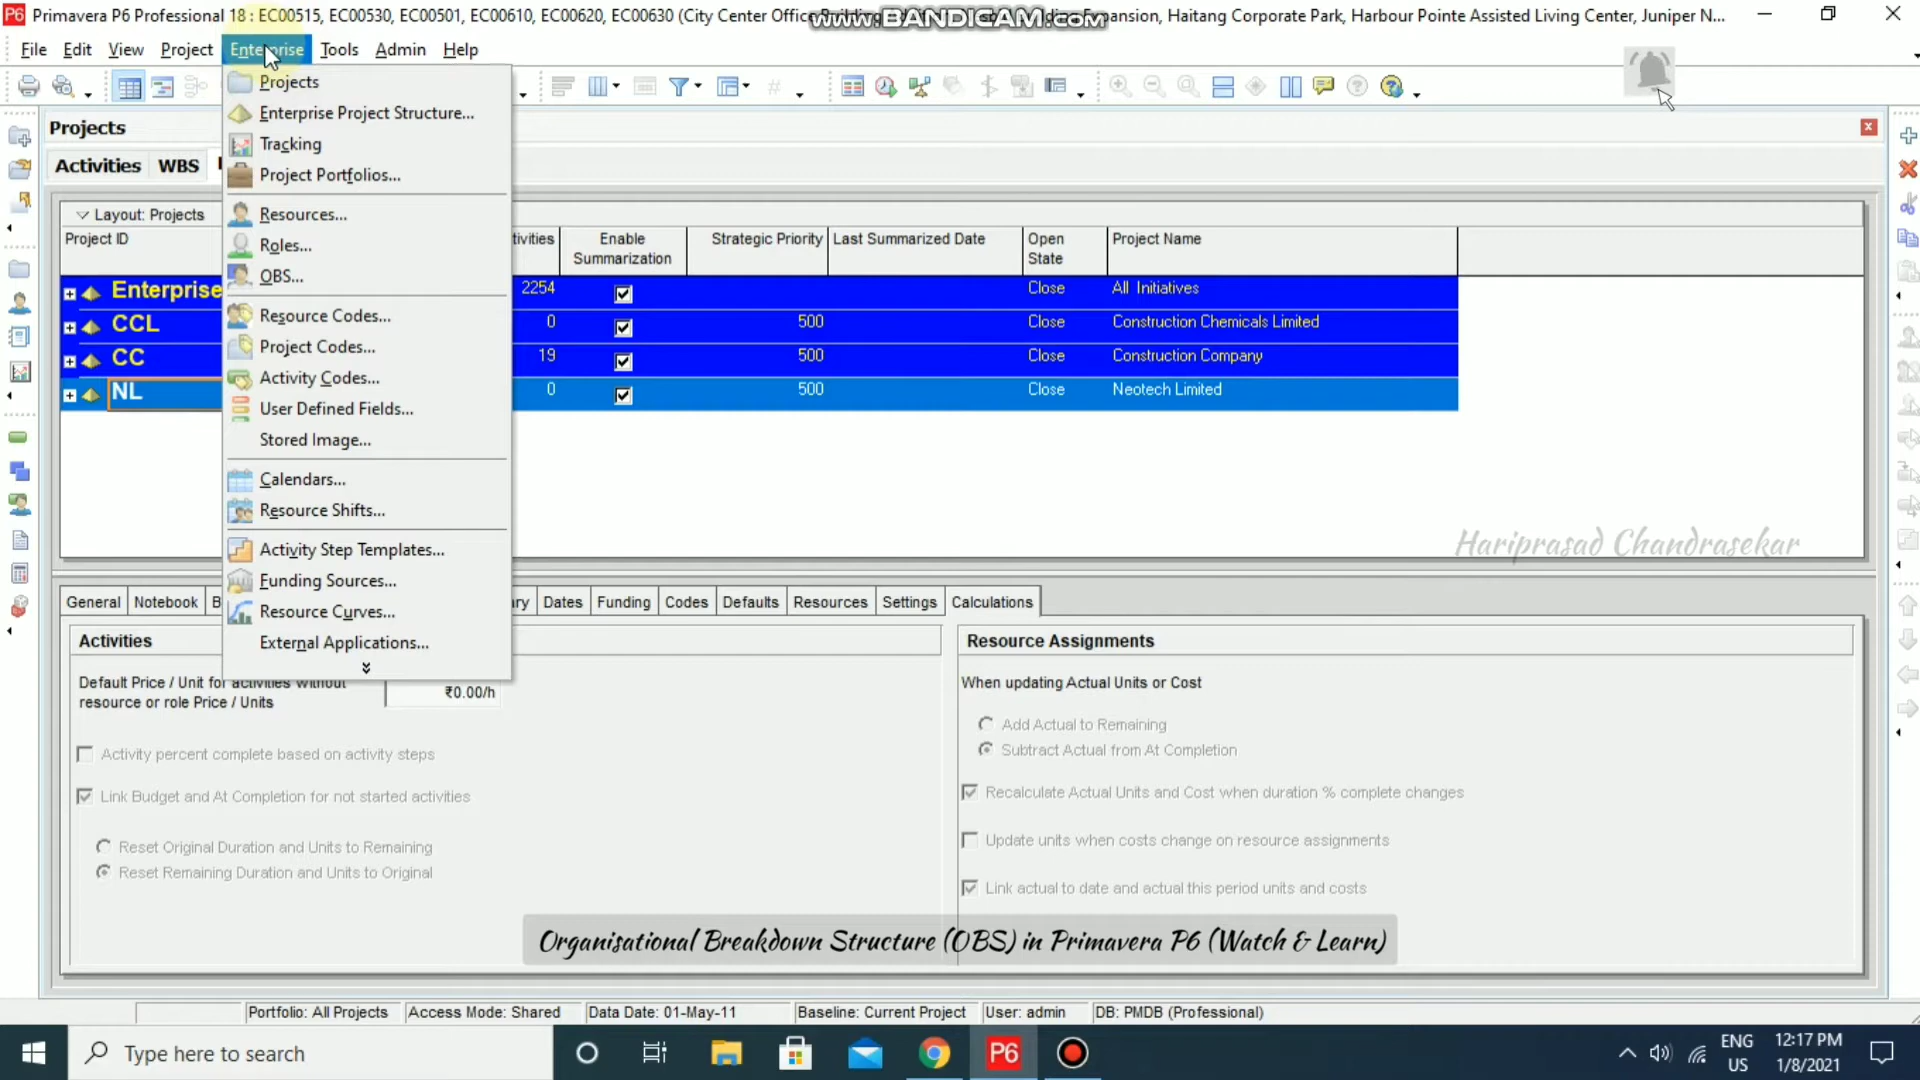 Primavera P6 Professional 18 : EC00515, EC00530, EC00501, EC00610, EC00620, EC00630 (City Center Office Expansion, Haitang Corporate Park, Harbour Pointe Assisted Living Center, Juniper N...
www.BANDICAM.com
File Edit View Project Enterprise Tools Admin Help
Projects
Enterprise Project Structure...
Tracking
Project Portfolios...
Resources...
Roles...
OBS...
Resource Codes...
Project Codes...
Activity Codes...
User Defined Fields...
Stored Image...
Calendars...
Resource Shifts...
Activity Step Templates...
Funding Sources...
Resource Curves...
External Applications...
Projects
Activities WBS
Layout: Projects
Project ID tivities Enable Summarization Strategic Priority Last Summarized Date Open State Project Name
Enterprise 2254 Close All Initiatives
CCL 0 500 Close Construction Chemicals Limited
CC 19 500 Close Construction Company
NL 0 500 Close Neotech Limited
Hariprasad Chandrasekar
General Notebook B ry Dates Funding Codes Defaults Resources Settings Calculations
Activities
Default Price / Unit for activities without
resource or role Price / Units
₹0.00/h
Activity percent complete based on activity steps
Link Budget and At Completion for not started activities
Reset Original Duration and Units to Remaining
Reset Remaining Duration and Units to Original
Resource Assignments
When updating Actual Units or Cost
Add Actual to Remaining
Subtract Actual from At Completion
Recalculate Actual Units and Cost when duration % complete changes
Update units when costs change on resource assignments
Link actual to date and actual this period units and costs
Organisational Breakdown Structure (OBS) in Primavera P6 (Watch & Learn)
Portfolio: All Projects Access Mode: Shared Data Date: 01-May-11 Baseline: Current Project User: admin DB: PMDB (Professional)
Type here to search
P6
ENG
US
12:17 PM
1/8/2021